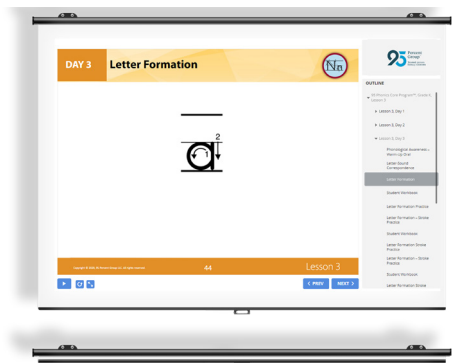 DAY 3
Letter Formation
Nn
95 Percent
Group
OUTLINE
Lesson 3, Day 1
Lesson 3, Day 2
Lesson 3, Day 3
Phonological Awareness –
Warm-Up Oral
Letter-Sound
Correspondence
Letter Formation
Student Workbook
Letter Formation Practice
Letter Formation – Stroke
Practice
Student Workbook
Letter Formation Stroke
Practice
Letter Formation – Stroke
Practice
Student Workbook
Letter Formation Stroke
a
1
2
44
Lesson 3
< PREV
NEXT >